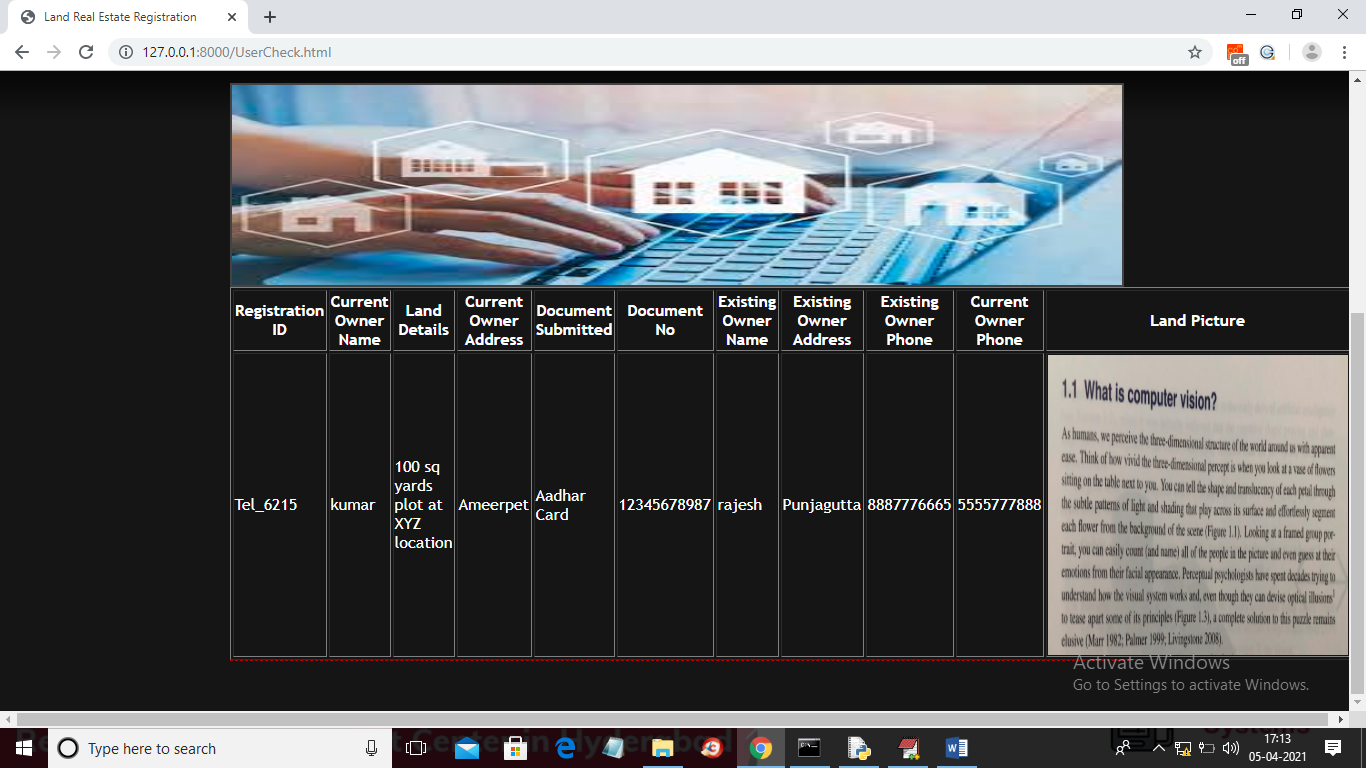 Land Real Estate Registration
127.0.0.1:8000/UserCheck.html
off
Registration ID
Current Owner Name
Land Details
Current Owner Address
Document Submitted
Document No
Existing Owner Name
Existing Owner Address
Existing Owner Phone
Current Owner Phone
Land Picture
Tel_6215
kumar
100 sq
yards
plot at
XYZ
location
Ameerpet
Aadhar
Card
12345678987
rajesh
Punjagutta
8887776665
5555777888
1.1 What is computer vision?
As humans, we perceive the three-dimensional structure of the world around us with apparent
ease. Think of how vivid the three-dimensional percept is when you look at a vase of flowers
sitting on the table next to you. You can tell the shape and translucency of each petal through
the subtle patterns of light and shading that play across its surface and effortlessly segment
each flower from the background of the scene (Figure 1.1). Looking at a framed group por-
trait, you can easily count (and name) all of the people in the picture and even guess at their
emotions from their facial appearance. Perceptual psychologists have spent decades trying to
understand how the visual system works and, even though they can devise optical illusions1
to tease apart some of its principles (Figure 1.3), a complete solution to this puzzle remains
elusive (Marr 1982; Palmer 1999; Livingstone 2008).
Activate Windows
Go to Settings to activate Windows.
Type here to search
17:13
05-04-2021